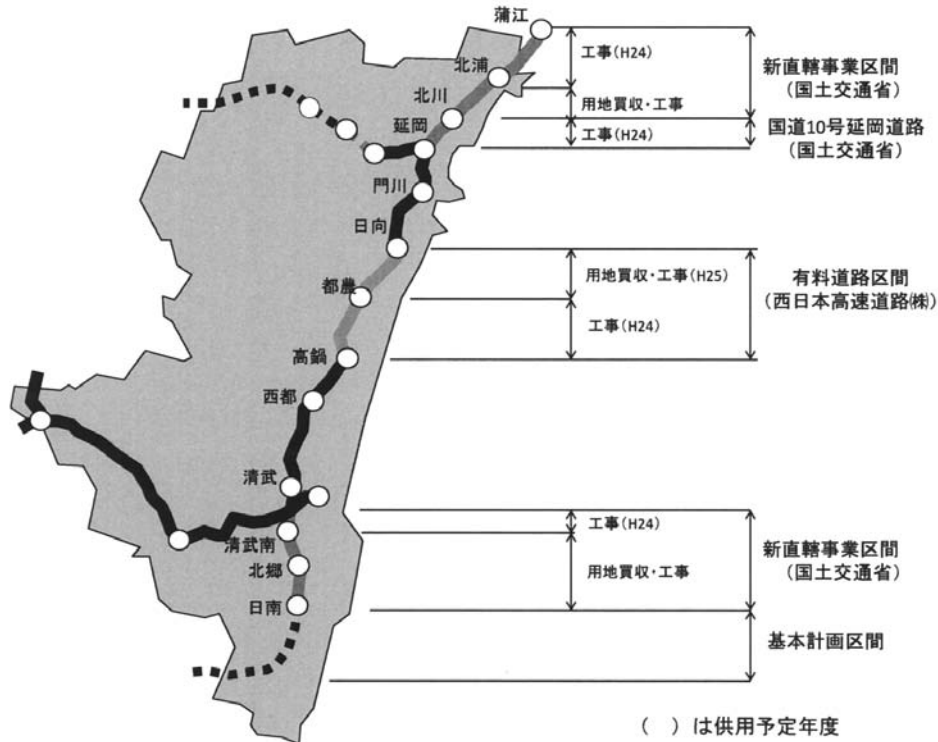 蒲江
北浦
北川
延岡
門川
日向
都農
高鍋
西都
清武
清武南
北郷
日南
工事(H24)
用地買収・工事
工事(H24)
新直轄事業区間
(国土交通省)
国道10号延岡道路
(国土交通省)
用地買収・工事(H25)
工事(H24)
有料道路区間
(西日本高速道路㈱)
工事(H24)
用地買収・工事
新直轄事業区間
(国土交通省)
基本計画区間
(　)は供用予定年度